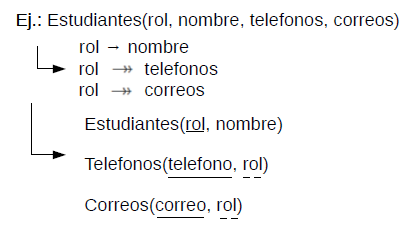 Ej.: Estudiantes(rol, nombre, telefonos, correos)
rol → nombre
rol ↠ telefonos
rol ↠ correos
Estudiantes(rol, nombre)
Telefonos(telefono, rol)
Correos(correo, rol)